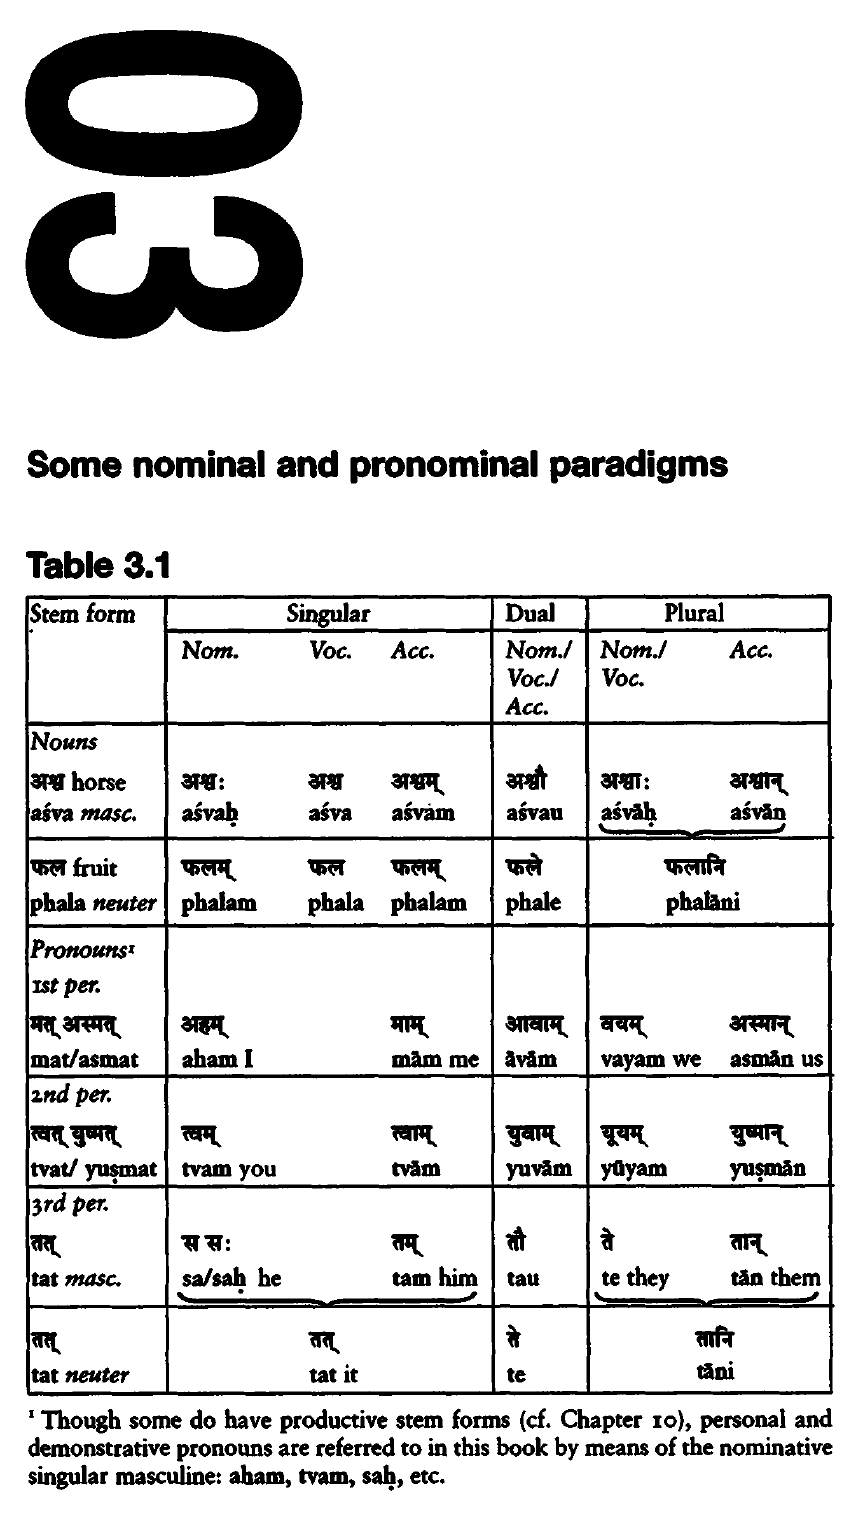 03
Some nominal and pronominal paradigms
Table 3.1
Stem form Singular Dual Plural
Nom. Voc. Acc. Nom./ Nom./ Acc.
Voc./ Voc.
Acc.
Nouns
अश्व horse अश्वः अश्व अश्वम् अश्वौ अश्वाः अश्वान्
aśva masc. aśvaḥ aśva aśvam aśvau aśvāḥ aśvān
फल fruit फलम् फल फलम् फले फलानि
phala neuter phalam phala phalam phale phalāni
Pronouns¹
1st per.
मत् अस्मत् अहम् माम् आवाम् वयम् अस्मान्
mat/asmat aham I mām me āvām vayam we asmān us
2nd per.
त्वत् युष्मत् त्वम् त्वाम् युवाम् यूयम् युष्मान्
tvat/ yuṣmat tvam you tvām yuvām yūyam yuṣmān
3rd per.
तत् स सः तम् तौ ते तान्
tat masc. sa/saḥ he tam him tau te they tān them
तत् तत् ते तानि
tat neuter tat it te tāni
¹ Though some do have productive stem forms (cf. Chapter 10), personal and
demonstrative pronouns are referred to in this book by means of the nominative
singular masculine: aham, tvam, saḥ, etc.